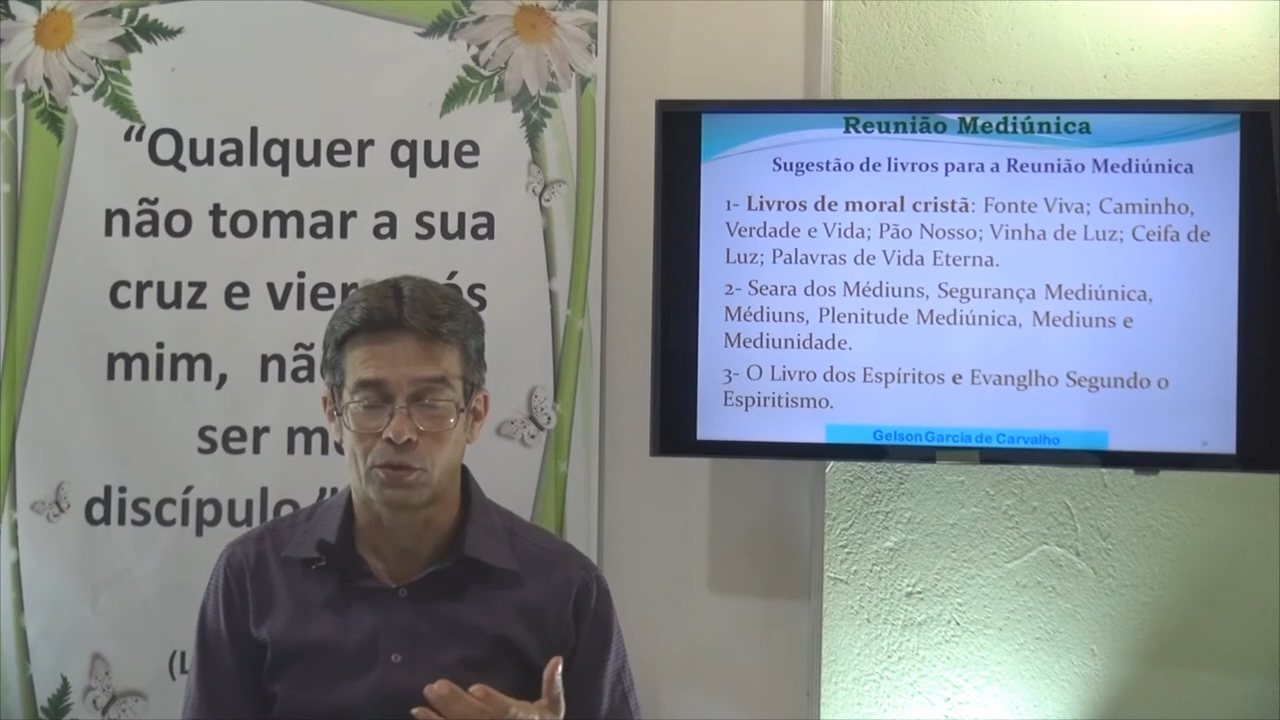 “Qualquer que
não tomar a sua
cruz e vier
mim, não
ser
discípulo
Reunião Mediúnica
Sugestão de livros para a Reunião Mediúnica
1- Livros de moral cristã: Fonte Viva; Caminho,
Verdade e Vida; Pão Nosso; Vinha de Luz; Ceifa de
Luz; Palavras de Vida Eterna.
2- Seara dos Médiuns, Segurança Mediúnica,
Médiuns, Plenitude Mediúnica, Mediuns e
Mediunidade.
3- O Livro dos Espíritos e Evanglho Segundo o
Espiritismo.
Gelson Garcia de Carvalho